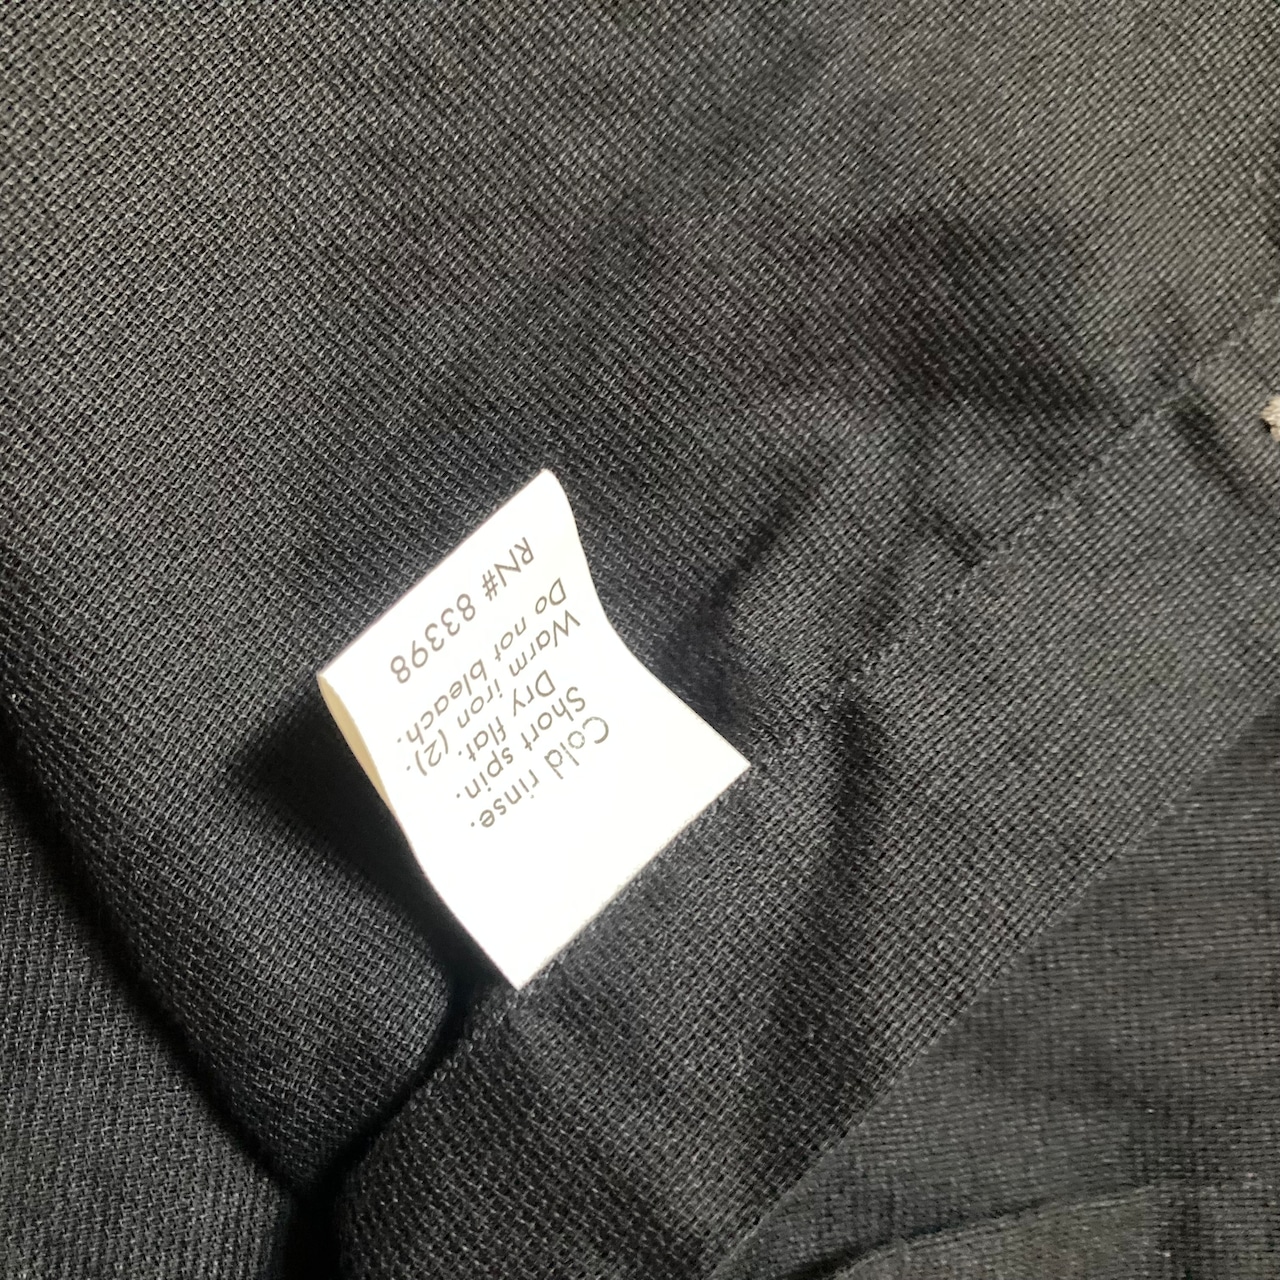 Cold rinse.
Short spin.
Dry flat.
Warm iron (2).
Do not bleach.
RN# 83398